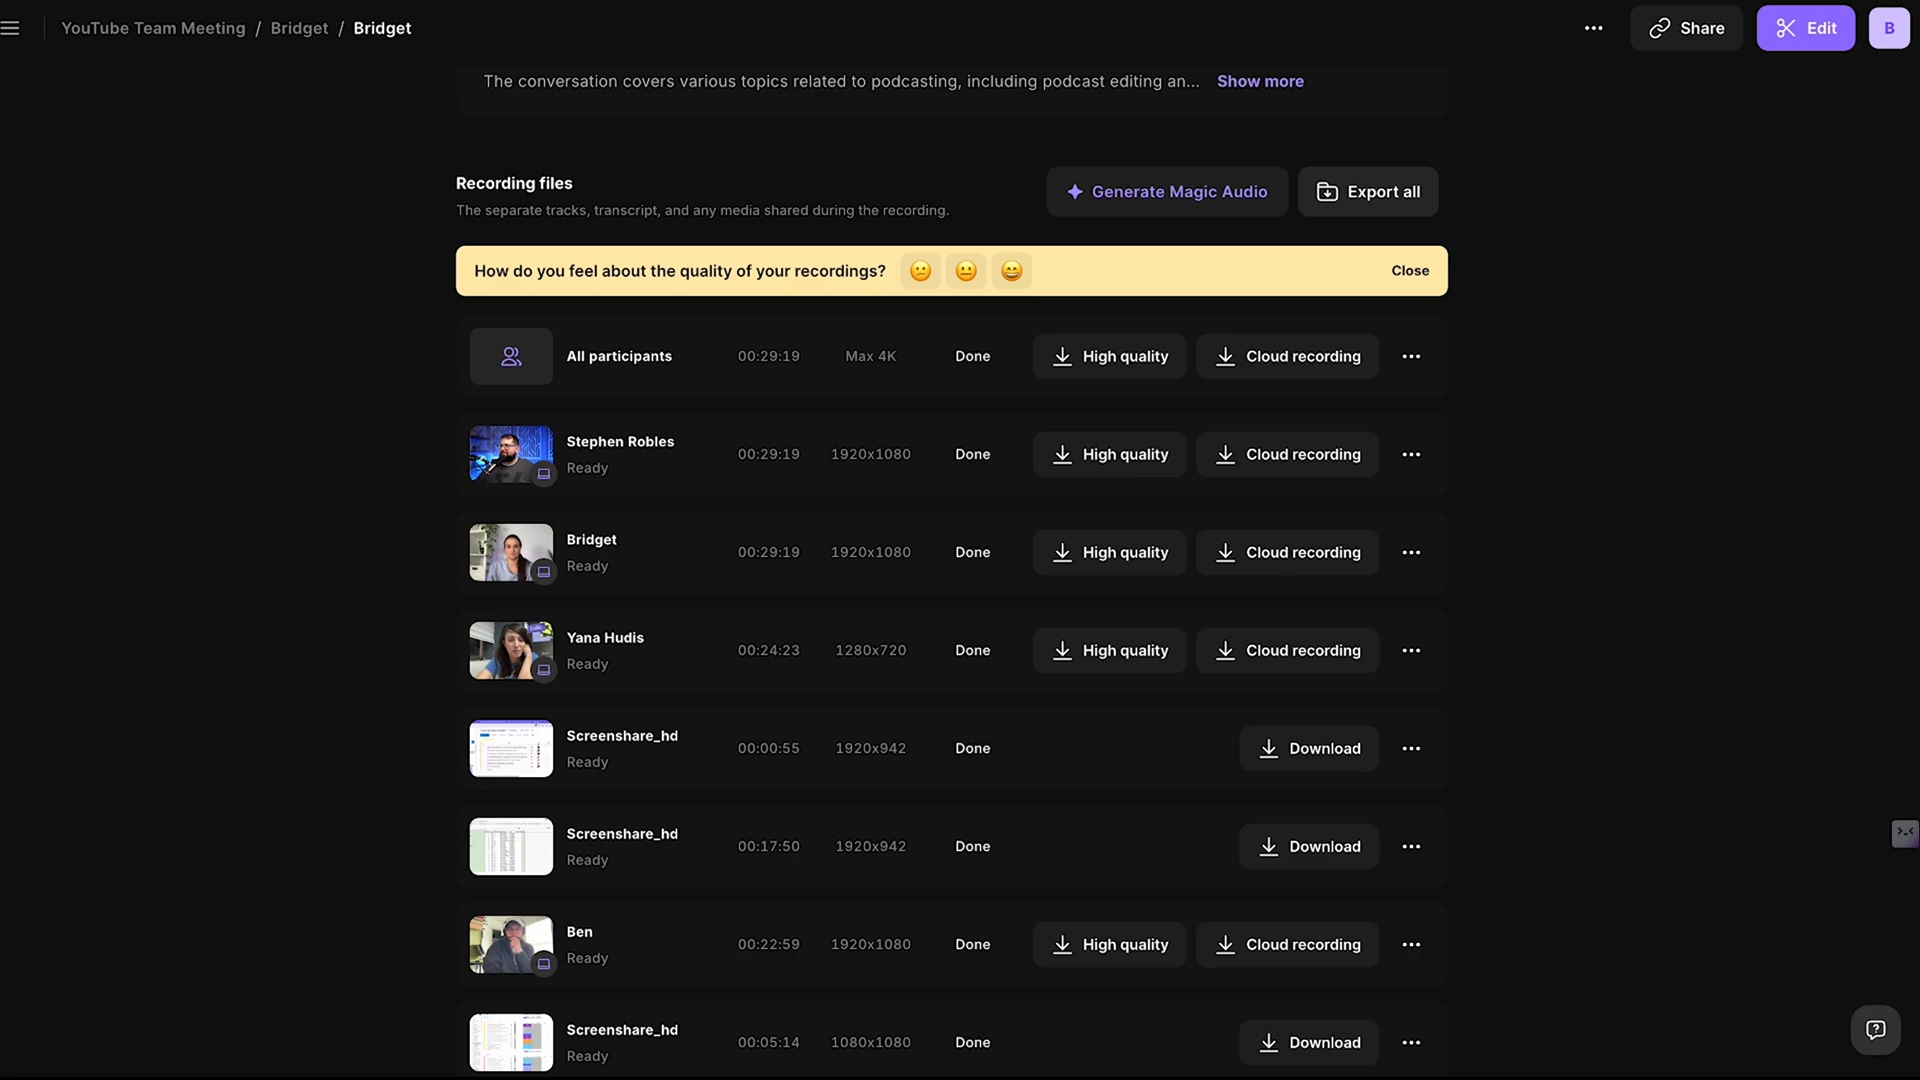 YouTube Team Meeting / Bridget / Bridget
Share
Edit
B
The conversation covers various topics related to podcasting, including podcast editing an... Show more
Recording files
Generate Magic Audio
Export all
The separate tracks, transcript, and any media shared during the recording.
How do you feel about the quality of your recordings?
Close
All participants 00:29:19 Max 4K Done High quality Cloud recording
Stephen Robles
Ready
00:29:19 1920x1080 Done High quality Cloud recording
Bridget
Ready
00:29:19 1920x1080 Done High quality Cloud recording
Yana Hudis
Ready
00:24:23 1280x720 Done High quality Cloud recording
Screenshare_hd
Ready
00:00:55 1920x942 Done Download
Screenshare_hd
Ready
00:17:50 1920x942 Done Download
Ben
Ready
00:22:59 1920x1080 Done High quality Cloud recording
Screenshare_hd
Ready
00:05:14 1080x1080 Done Download